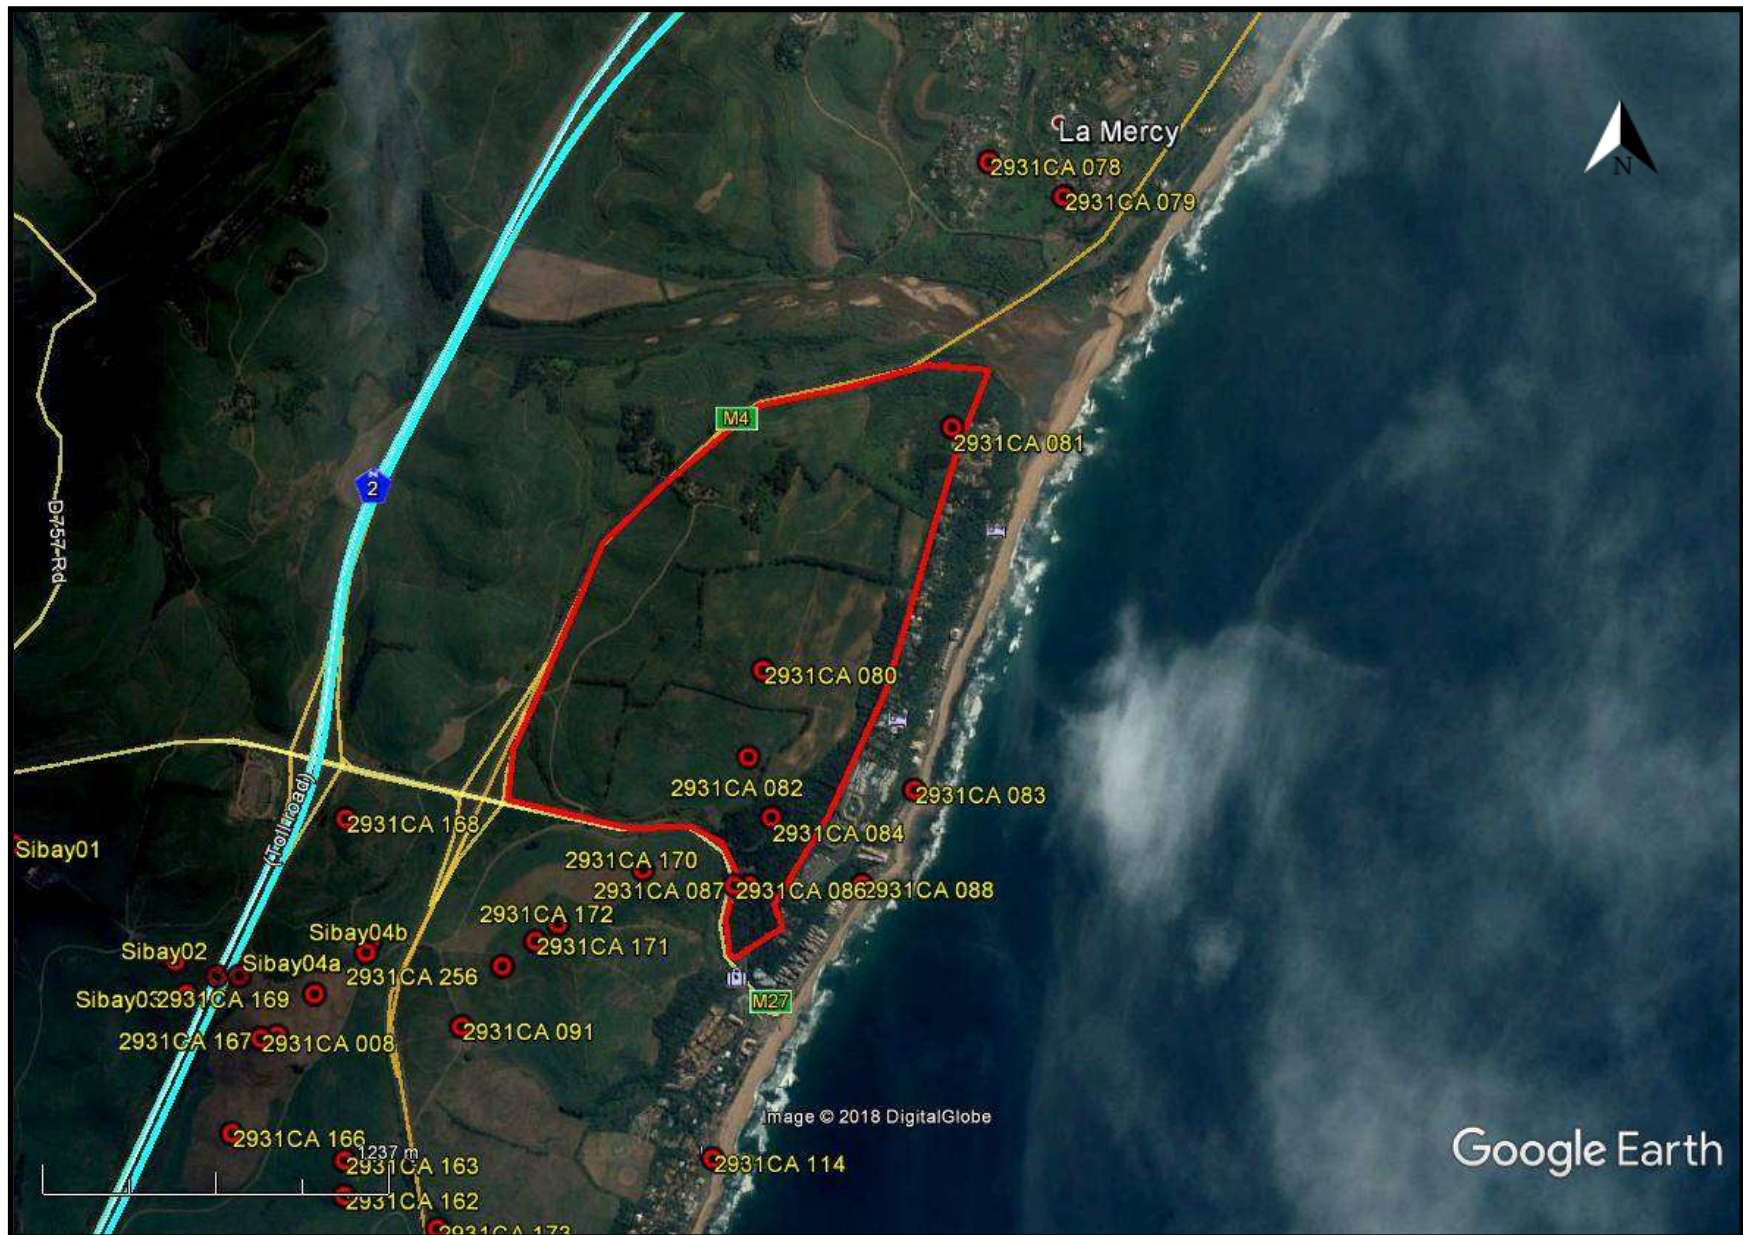 La Mercy
2931CA 078
2931CA 079
N
M4
2931CA 081
2
D-757-Rd
2931CA 080
2931CA 082
2931CA 083
(Toll road)
2931CA 168
2931CA 084
Sibay01
2931CA 170
2931CA 087
2931CA 086
2931CA 088
2931CA 172
Sibay04b
2931CA 171
Sibay02
Sibay04a
2931CA 256
Sibay03
2931CA 169
M27
2931CA 091
2931CA 167
2931CA 008
Image © 2018 DigitalGlobe
2931CA 166
1237 m
2931CA 163
2931CA 114
Google Earth
2931CA 162
2931CA 173